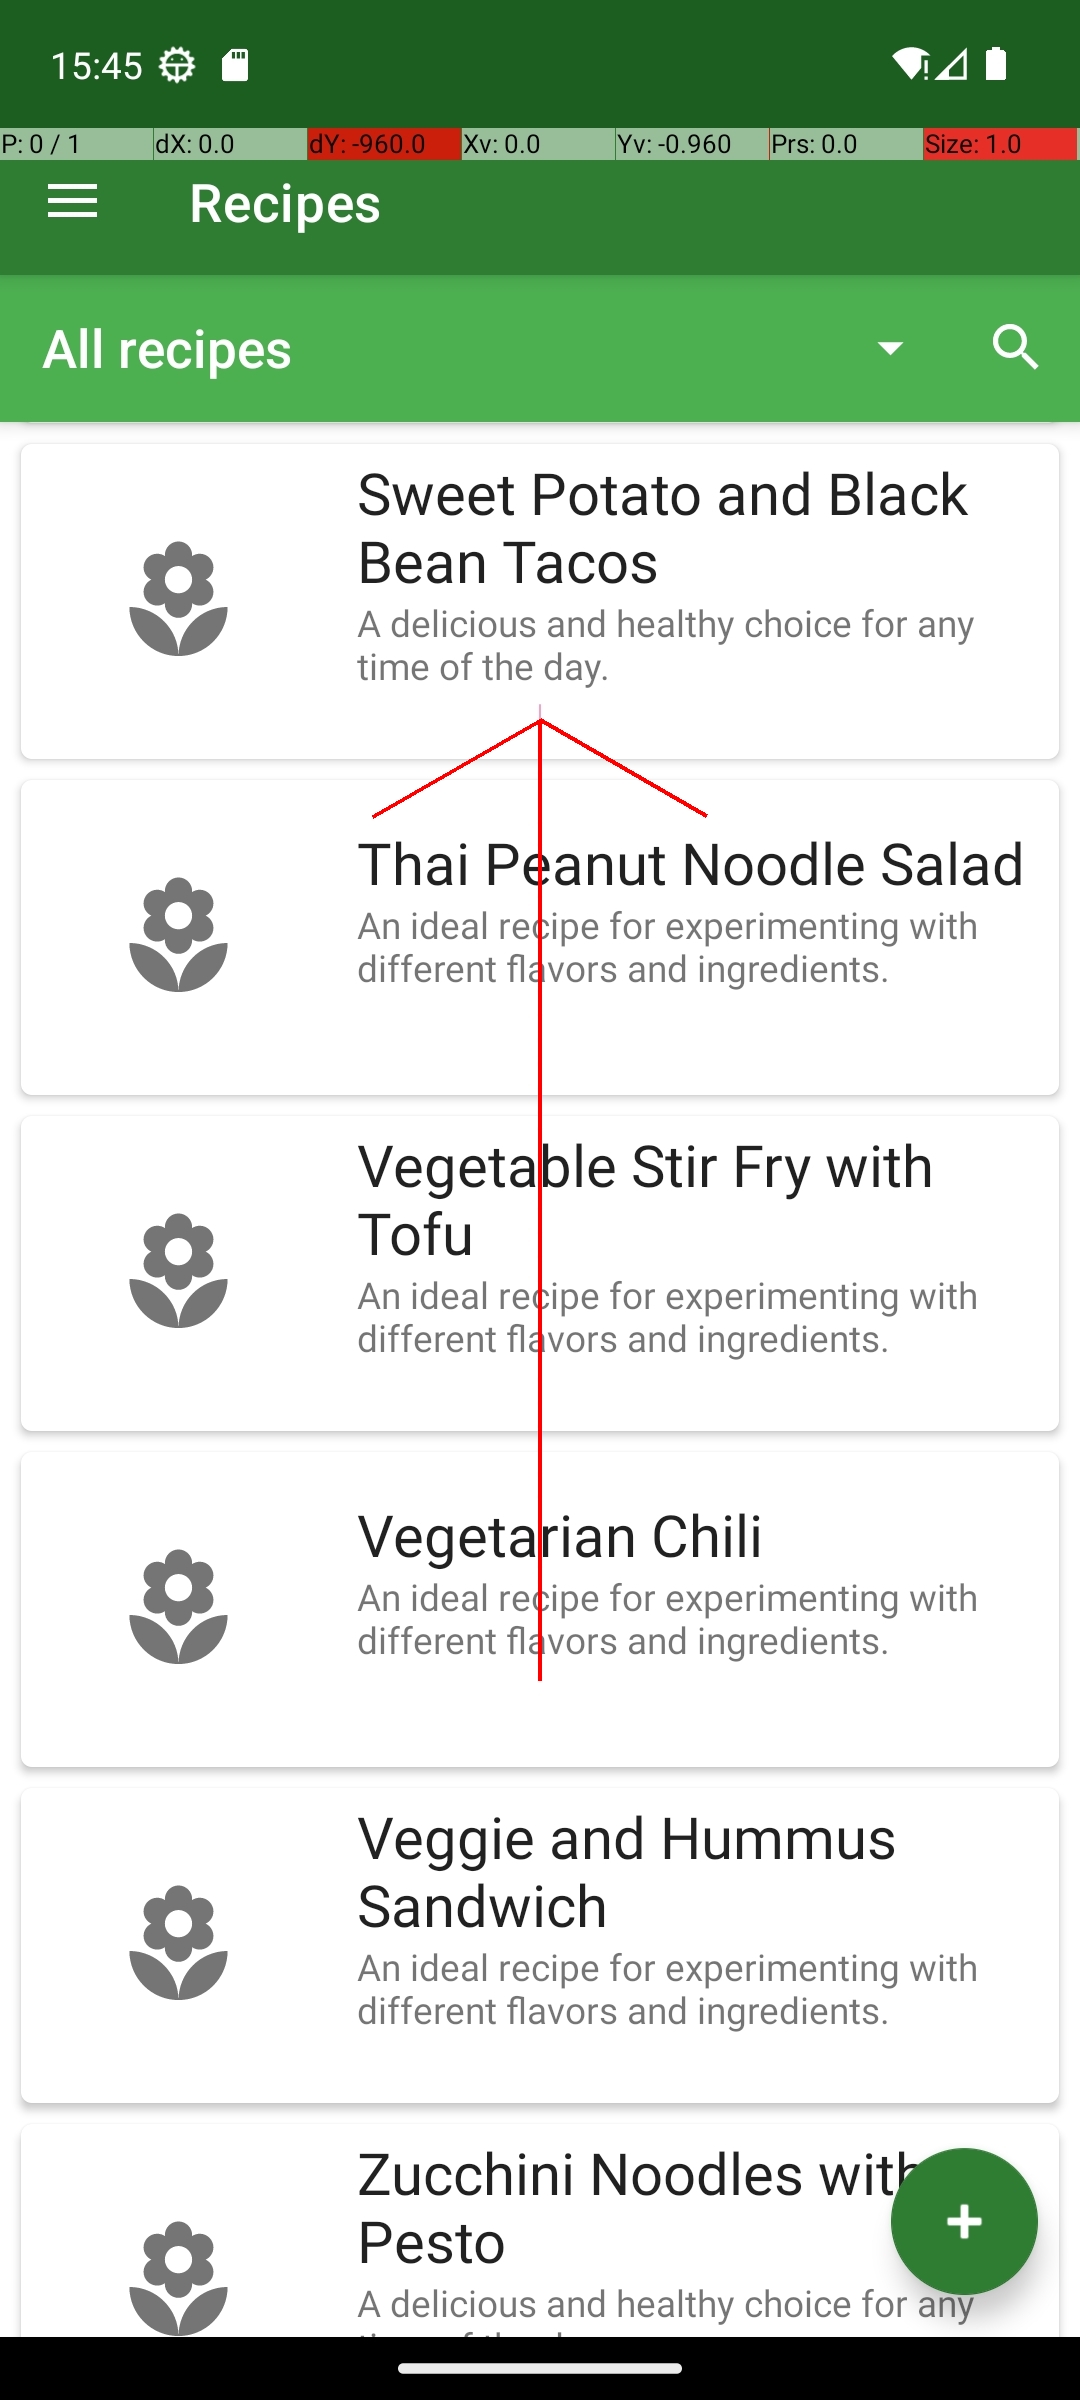 15:45
P: 0 / 1 dX: 0.0 dY: -960.0 Xv: 0.0 Yv: -0.960 Prs: 0.0 Size: 1.0
Recipes
All recipes
Sweet Potato and Black
Bean Tacos
A delicious and healthy choice for any
time of the day.
Thai Peanut Noodle Salad
An ideal recipe for experimenting with
different flavors and ingredients.
Vegetable Stir Fry with
Tofu
An ideal recipe for experimenting with
different flavors and ingredients.
Vegetarian Chili
An ideal recipe for experimenting with
different flavors and ingredients.
Veggie and Hummus
Sandwich
An ideal recipe for experimenting with
different flavors and ingredients.
Zucchini Noodles with
Pesto
A delicious and healthy choice for any